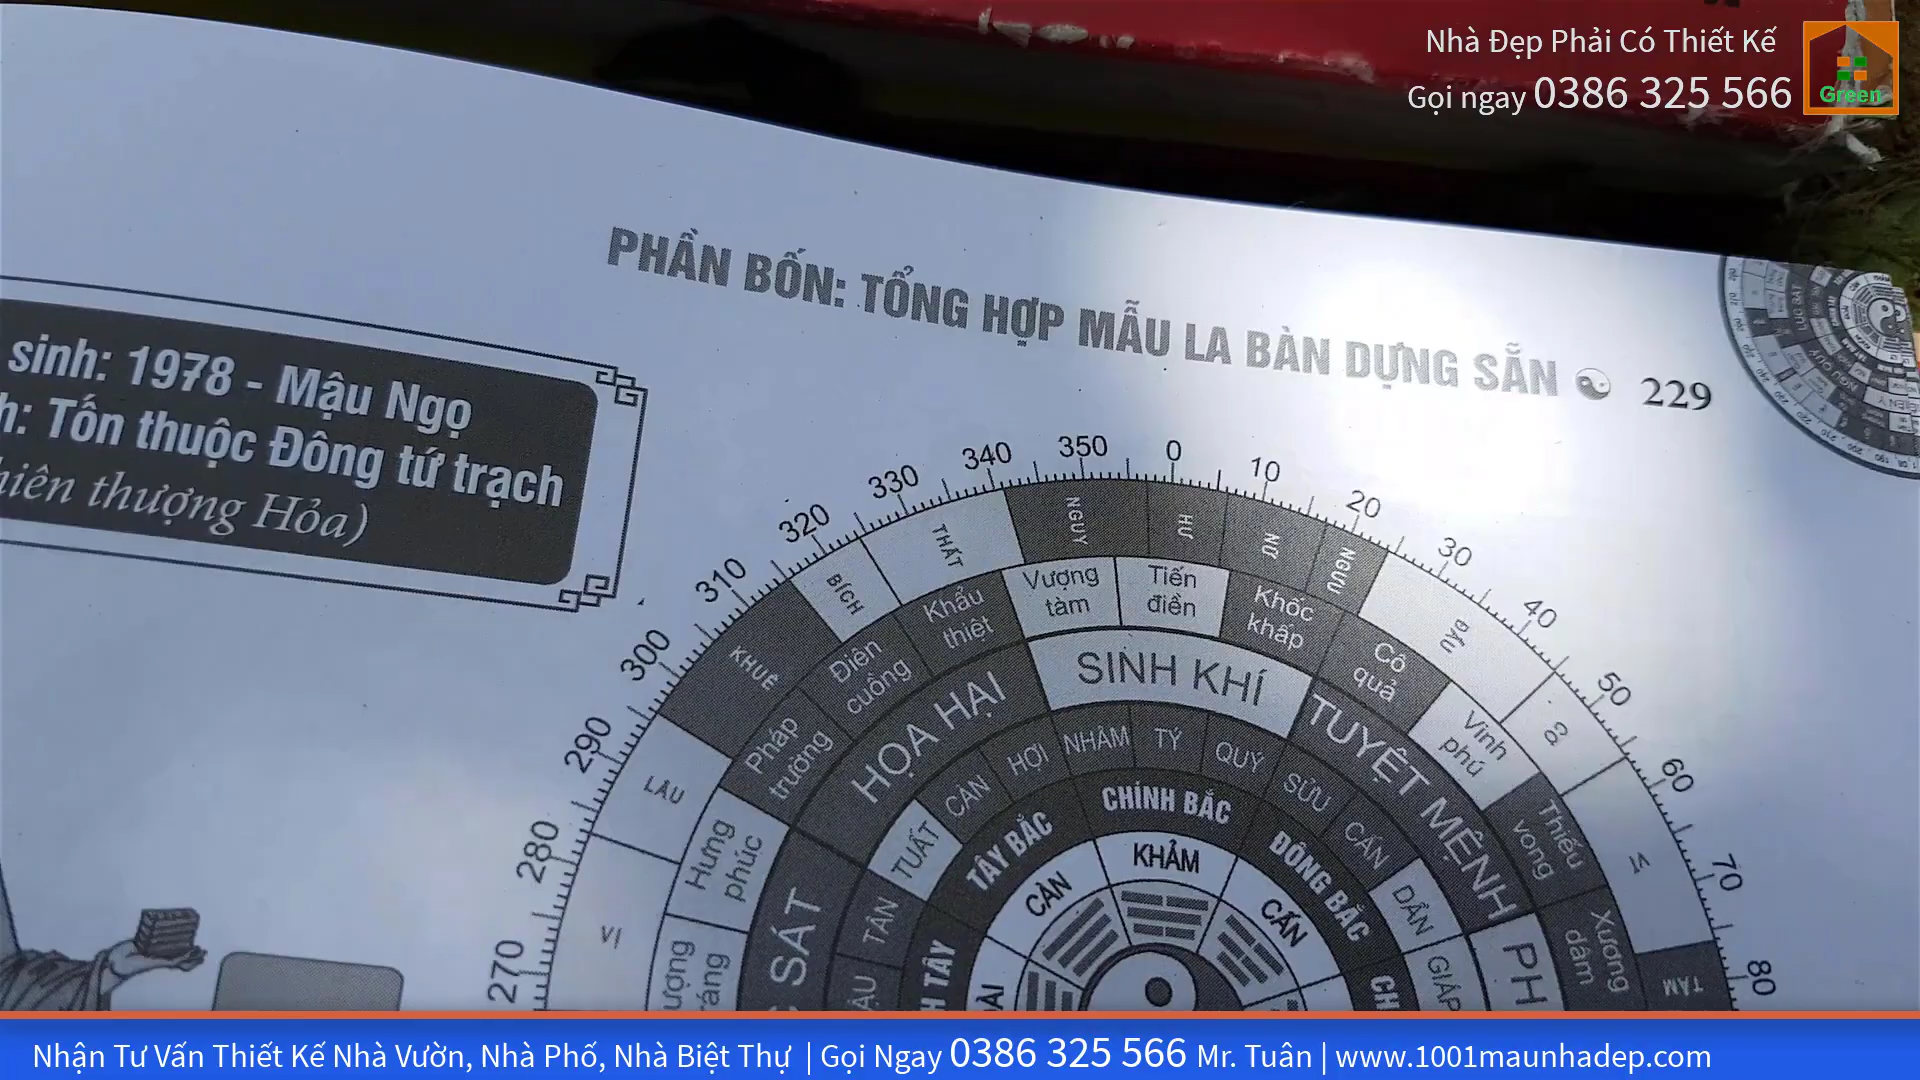 Nhà Đẹp Phải Có Thiết Kế
Gọi ngay 0386 325 566
Green
PHẦN BỐN: TỔNG HỢP MẪU LA BÀN DỰNG SẴN 229
sinh: 1978 - Mậu Ngọ
h: Tốn thuộc Đông tứ trạch
hiên thượng Hỏa)
270 280 290 300 310 320 330 340 350 0 10 20 30 40 50 60 70 80
VỊ LÂU KHUÊ BÍCH THẤT NGUY HƯ NỮ NGƯU ĐẨU CƠ VĨ TÂM
Hưng phúc
Pháp trường
Điên cuồng
Khẩu thiệt
Vượng tàm
Tiến điền
Khốc khấp
Cô quả
Vinh phú
Thiếu vong
Xương dâm
SÁT
HỌA HẠI
SINH KHÍ
TUYỆT MỆNH
PH
TÂN TUẤT CÀN HỢI NHÂM TÝ QUÝ SỬU CẤN DẦN GIÁP
H TÂY
TÂY BẮC
CHÍNH BẮC
ĐÔNG BẮC
CH
CÀN KHẢM CẤN
Nhận Tư Vấn Thiết Kế Nhà Vườn, Nhà Phố, Nhà Biệt Thự | Gọi Ngay 0386 325 566 Mr. Tuân | www.1001maunhadep.com